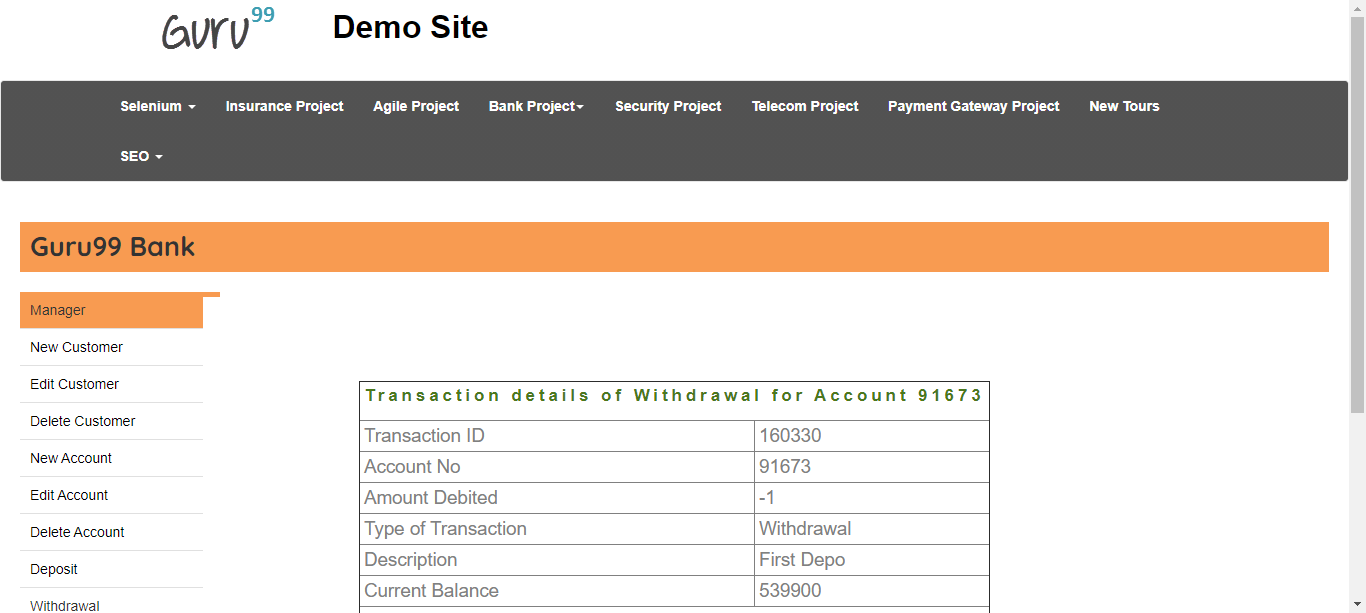 Guru99 Demo Site
Selenium Insurance Project Agile Project Bank Project Security Project Telecom Project Payment Gateway Project New Tours
SEO
Guru99 Bank
Manager
New Customer
Edit Customer
Delete Customer
New Account
Edit Account
Delete Account
Deposit
Withdrawal
Transaction details of Withdrawal for Account 91673
Transaction ID 160330
Account No 91673
Amount Debited -1
Type of Transaction Withdrawal
Description First Depo
Current Balance 539900